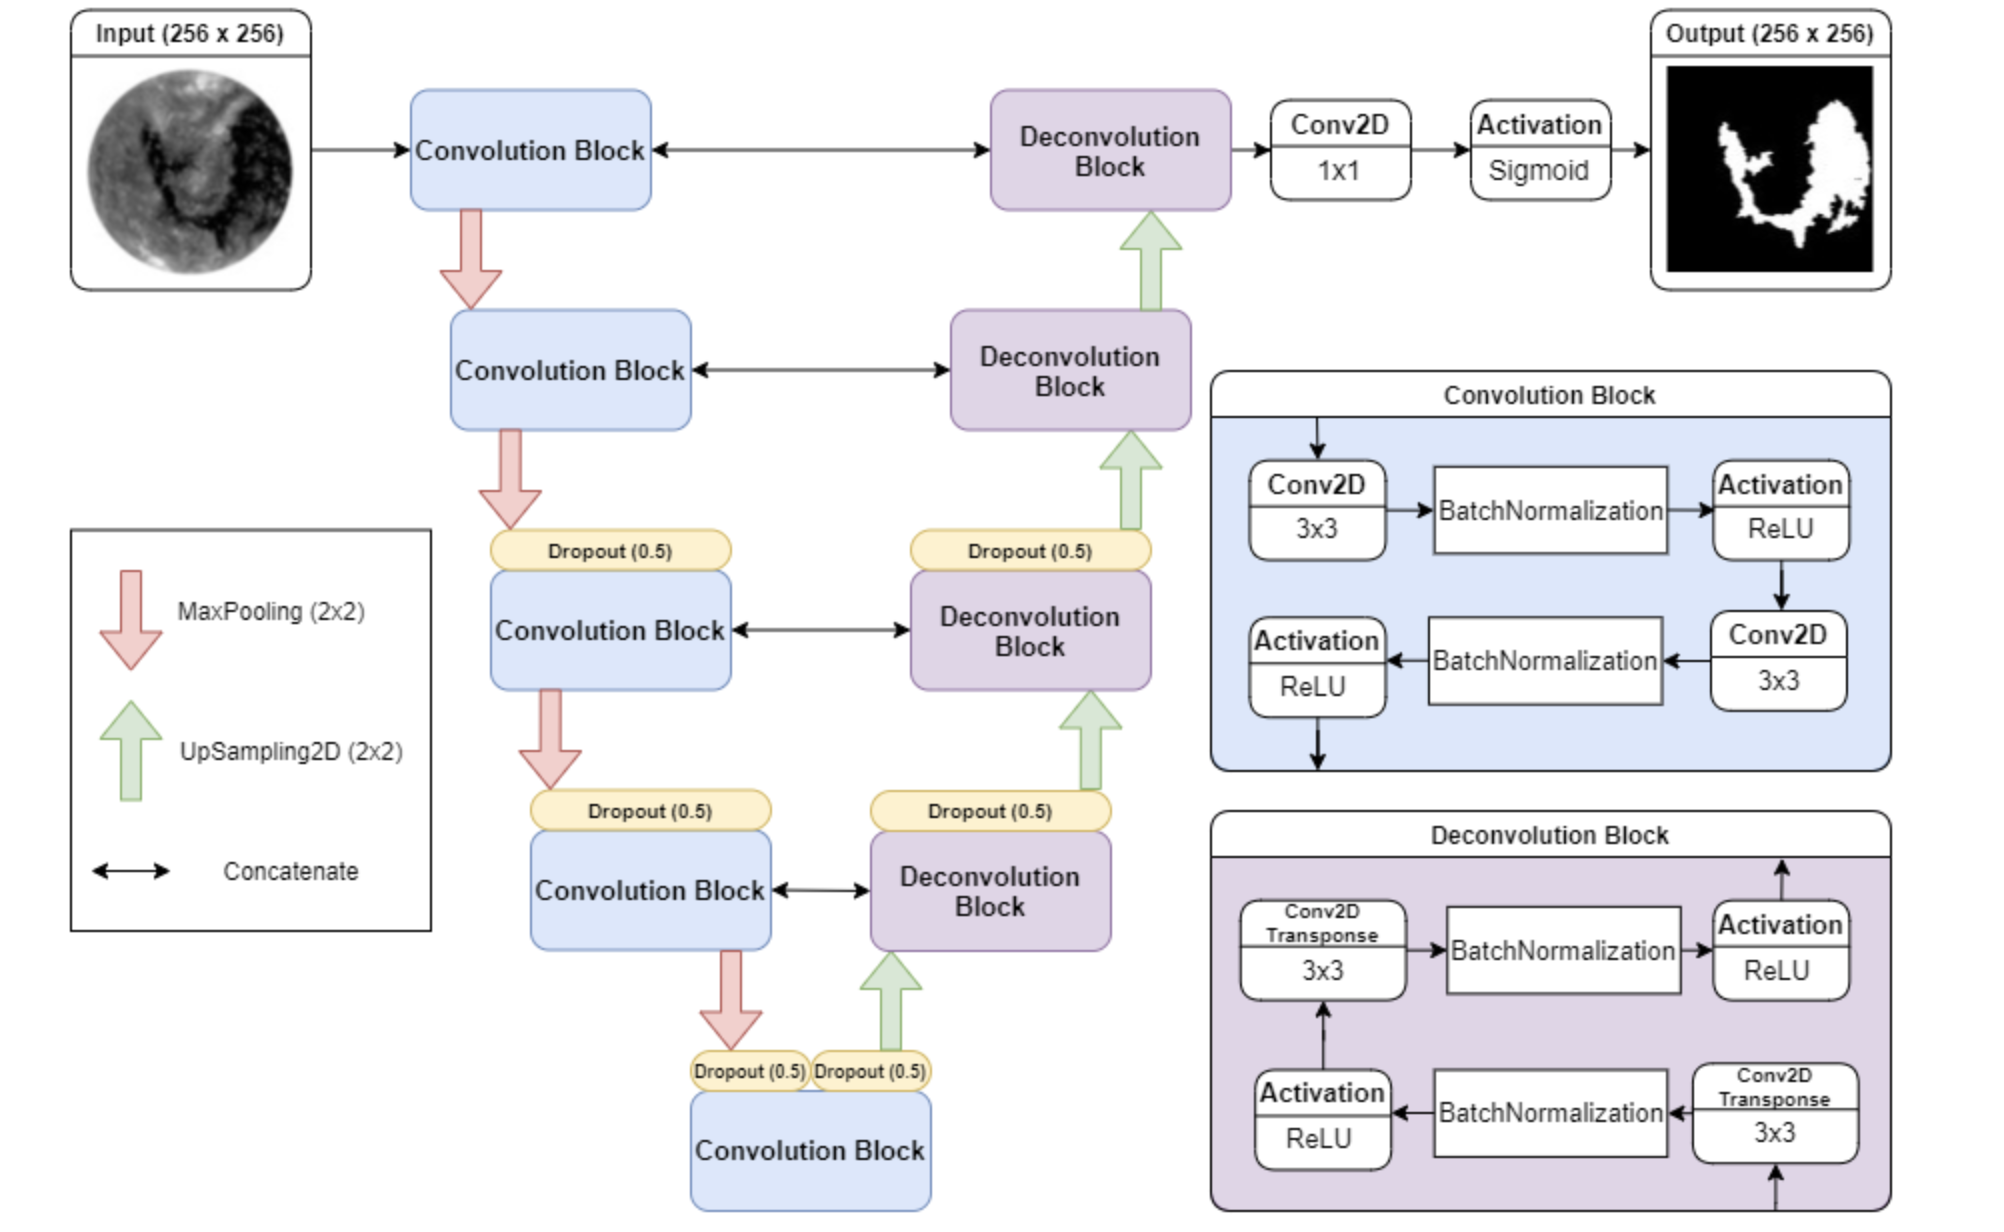 Input (256 x 256)
Output (256 x 256)
Convolution Block
Deconvolution
Block
Conv2D
1x1
Activation
Sigmoid
Convolution Block
Deconvolution
Block
Dropout (0.5)
Convolution Block
Dropout (0.5)
Deconvolution
Block
Dropout (0.5)
Convolution Block
Dropout (0.5)
Deconvolution
Block
Dropout (0.5)
Dropout (0.5)
Convolution Block
MaxPooling (2x2)
UpSampling2D (2x2)
Concatenate
Convolution Block
Conv2D
3x3
BatchNormalization
Activation
ReLU
Activation
ReLU
BatchNormalization
Conv2D
3x3
Deconvolution Block
Conv2D
Transponse
3x3
BatchNormalization
Activation
ReLU
Activation
ReLU
BatchNormalization
Conv2D
Transponse
3x3